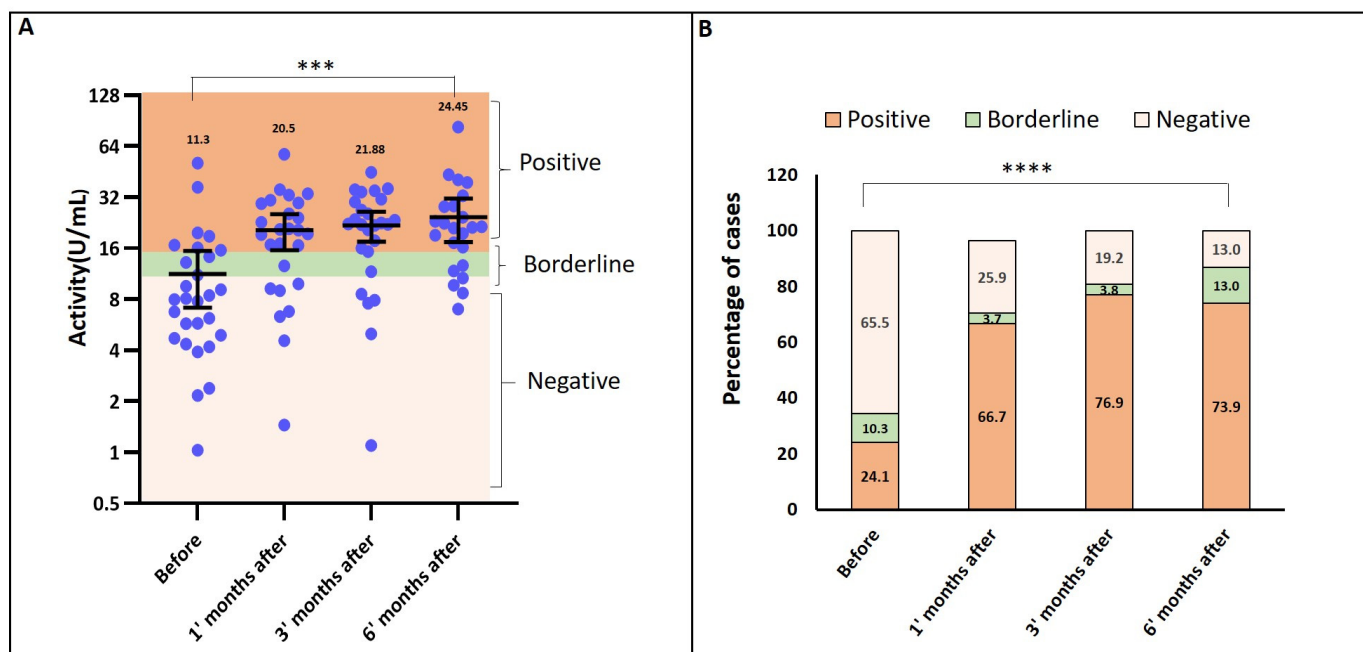 A
***
128
64
32
16
8
4
2
1
0.5
Activity(U/mL)
11.3
20.5
21.88
24.45
Positive
Borderline
Negative
Before
1' months after
3' months after
6' months after
B
Positive Borderline Negative
****
120
100
80
60
40
20
0
Percentage of cases
65.5
10.3
24.1
25.9
3.7
66.7
19.2
3.8
76.9
13.0
13.0
73.9
Before
1' months after
3' months after
6' months after